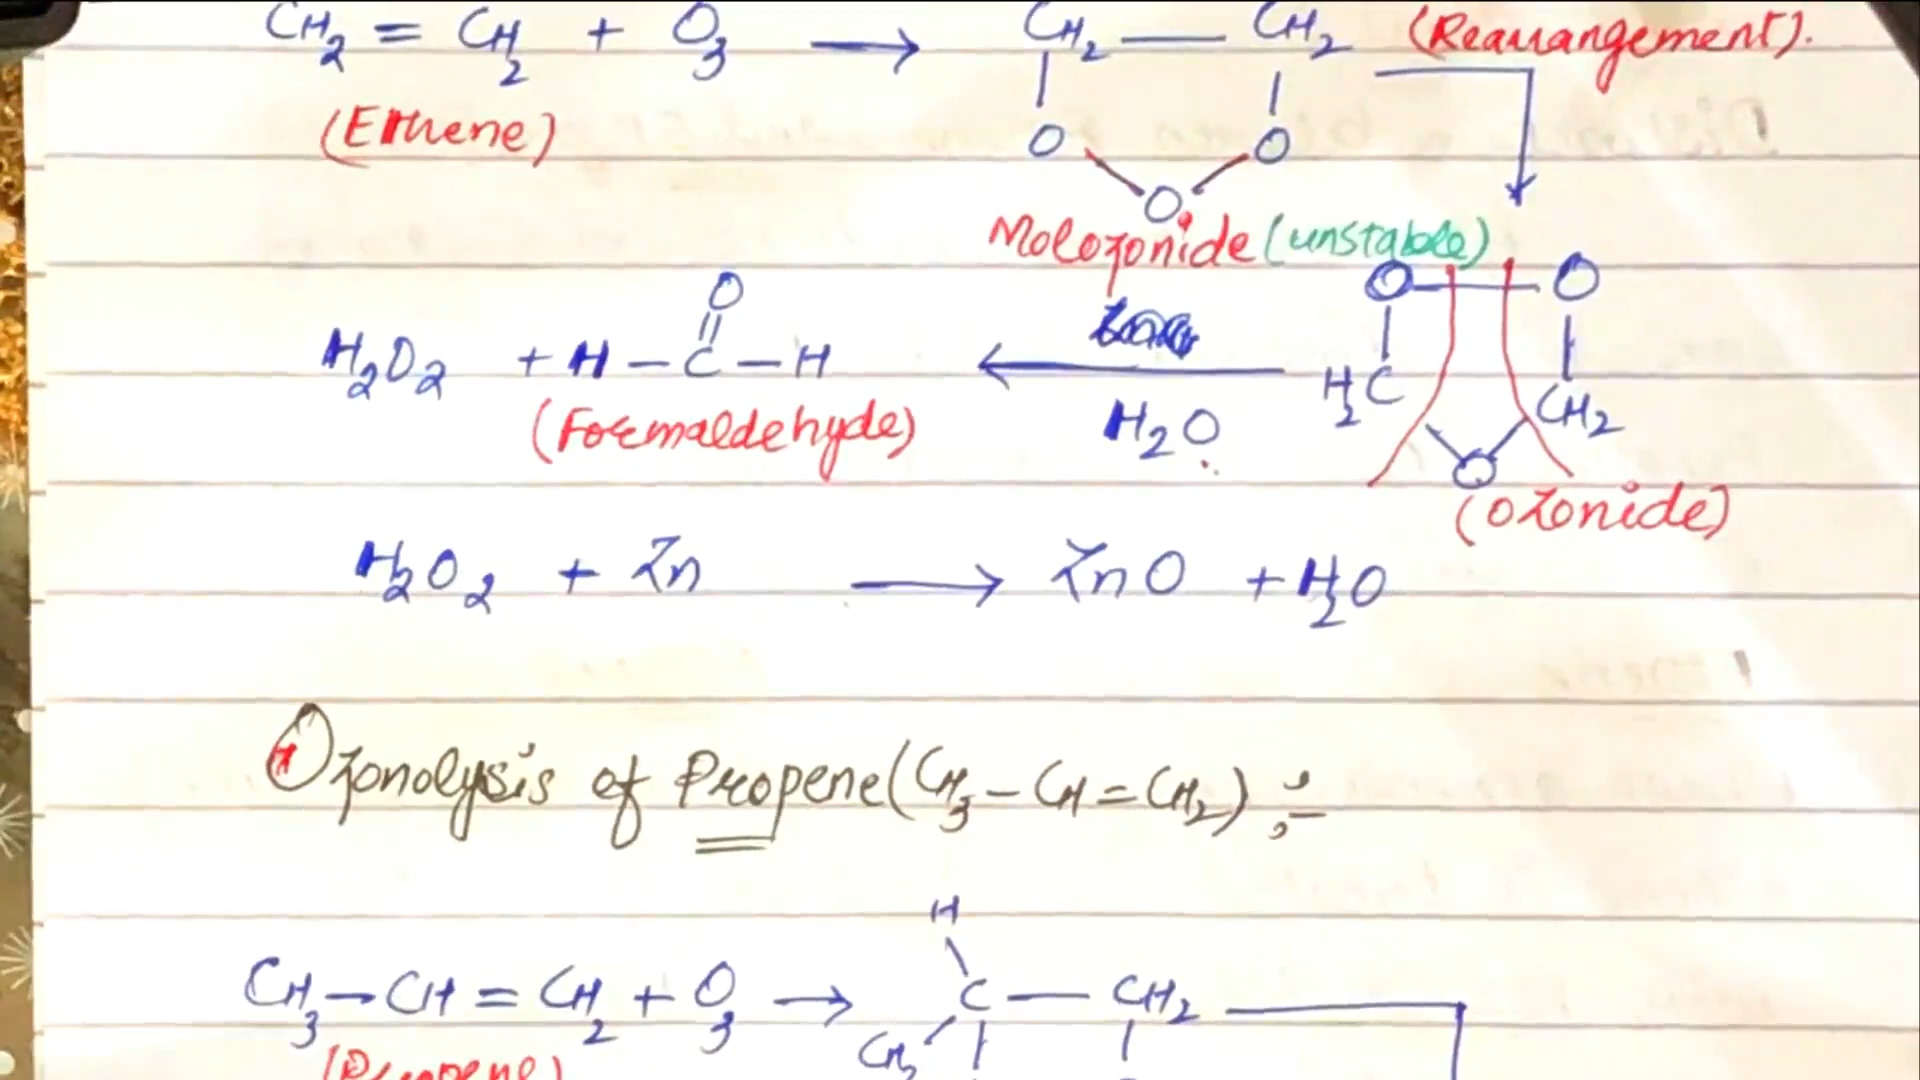 CH₂ = CH₂ + O₃ → CH₂ — CH₂ (Rearrangement).
(Ethene)
O O
O
Molozonide (unstable)
O — O
H₂O₂ + H — C — H
O
H₂O
H₂C CH₂
O
(Formaldehyde)
(Ozonide)
H₂O₂ + Zn → ZnO + H₂O
Ozonolysis of Propene (CH₃ – CH = CH₂) :-
H
CH₃ – CH = CH₂ + O₃ → C — CH₂
CH₃
(Propene)